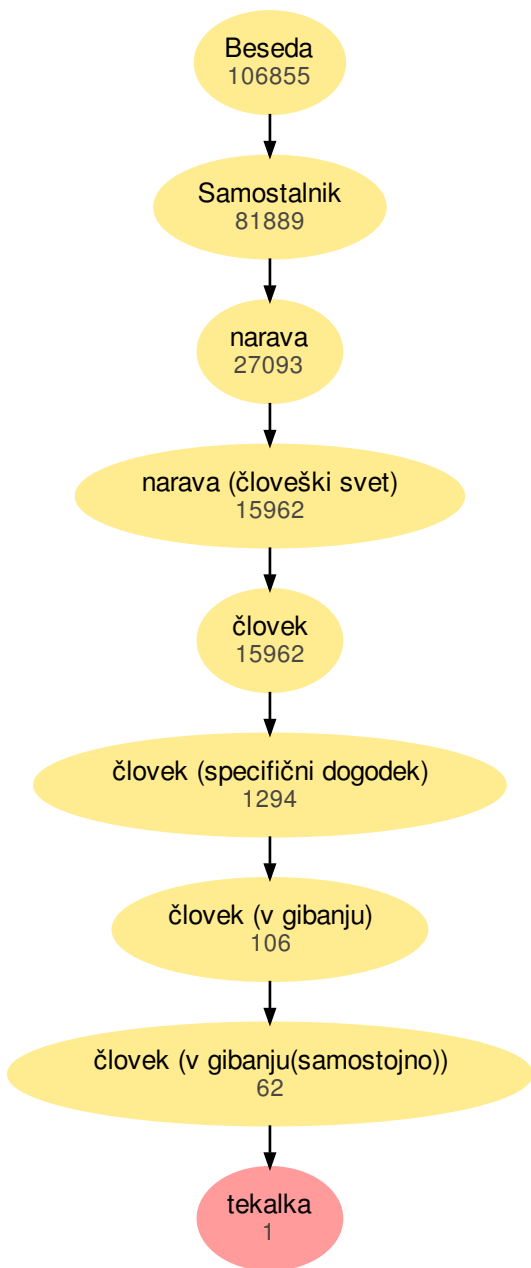 Beseda
106855
Samostalnik
81889
narava
27093
narava (človeški svet)
15962
človek
15962
človek (specifični dogodek)
1294
človek (v gibanju)
106
človek (v gibanju(samostojno))
62
tekalka
1